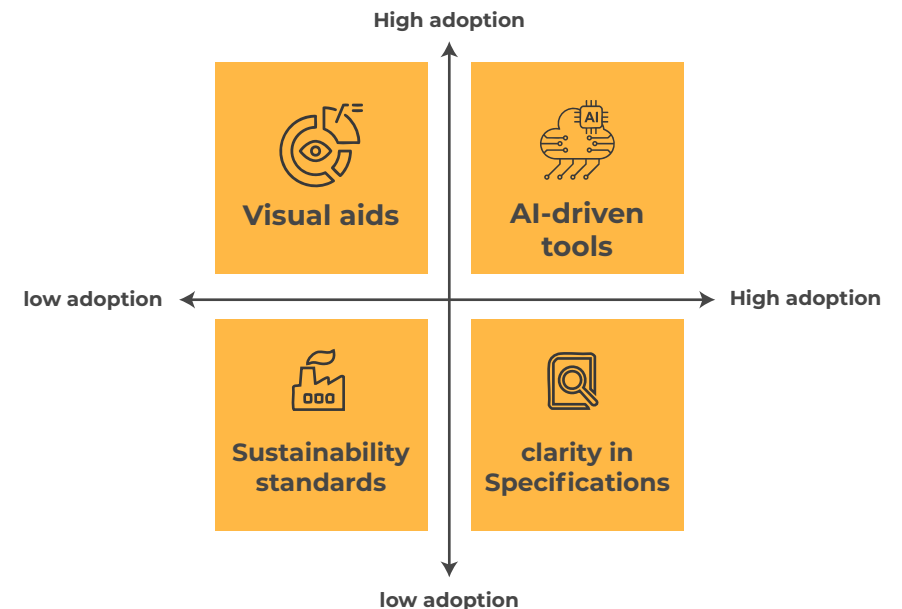 High adoption
AI
Visual aids
AI-driven
tools
low adoption
High adoption
Sustainability
standards
clarity in
Specifications
low adoption